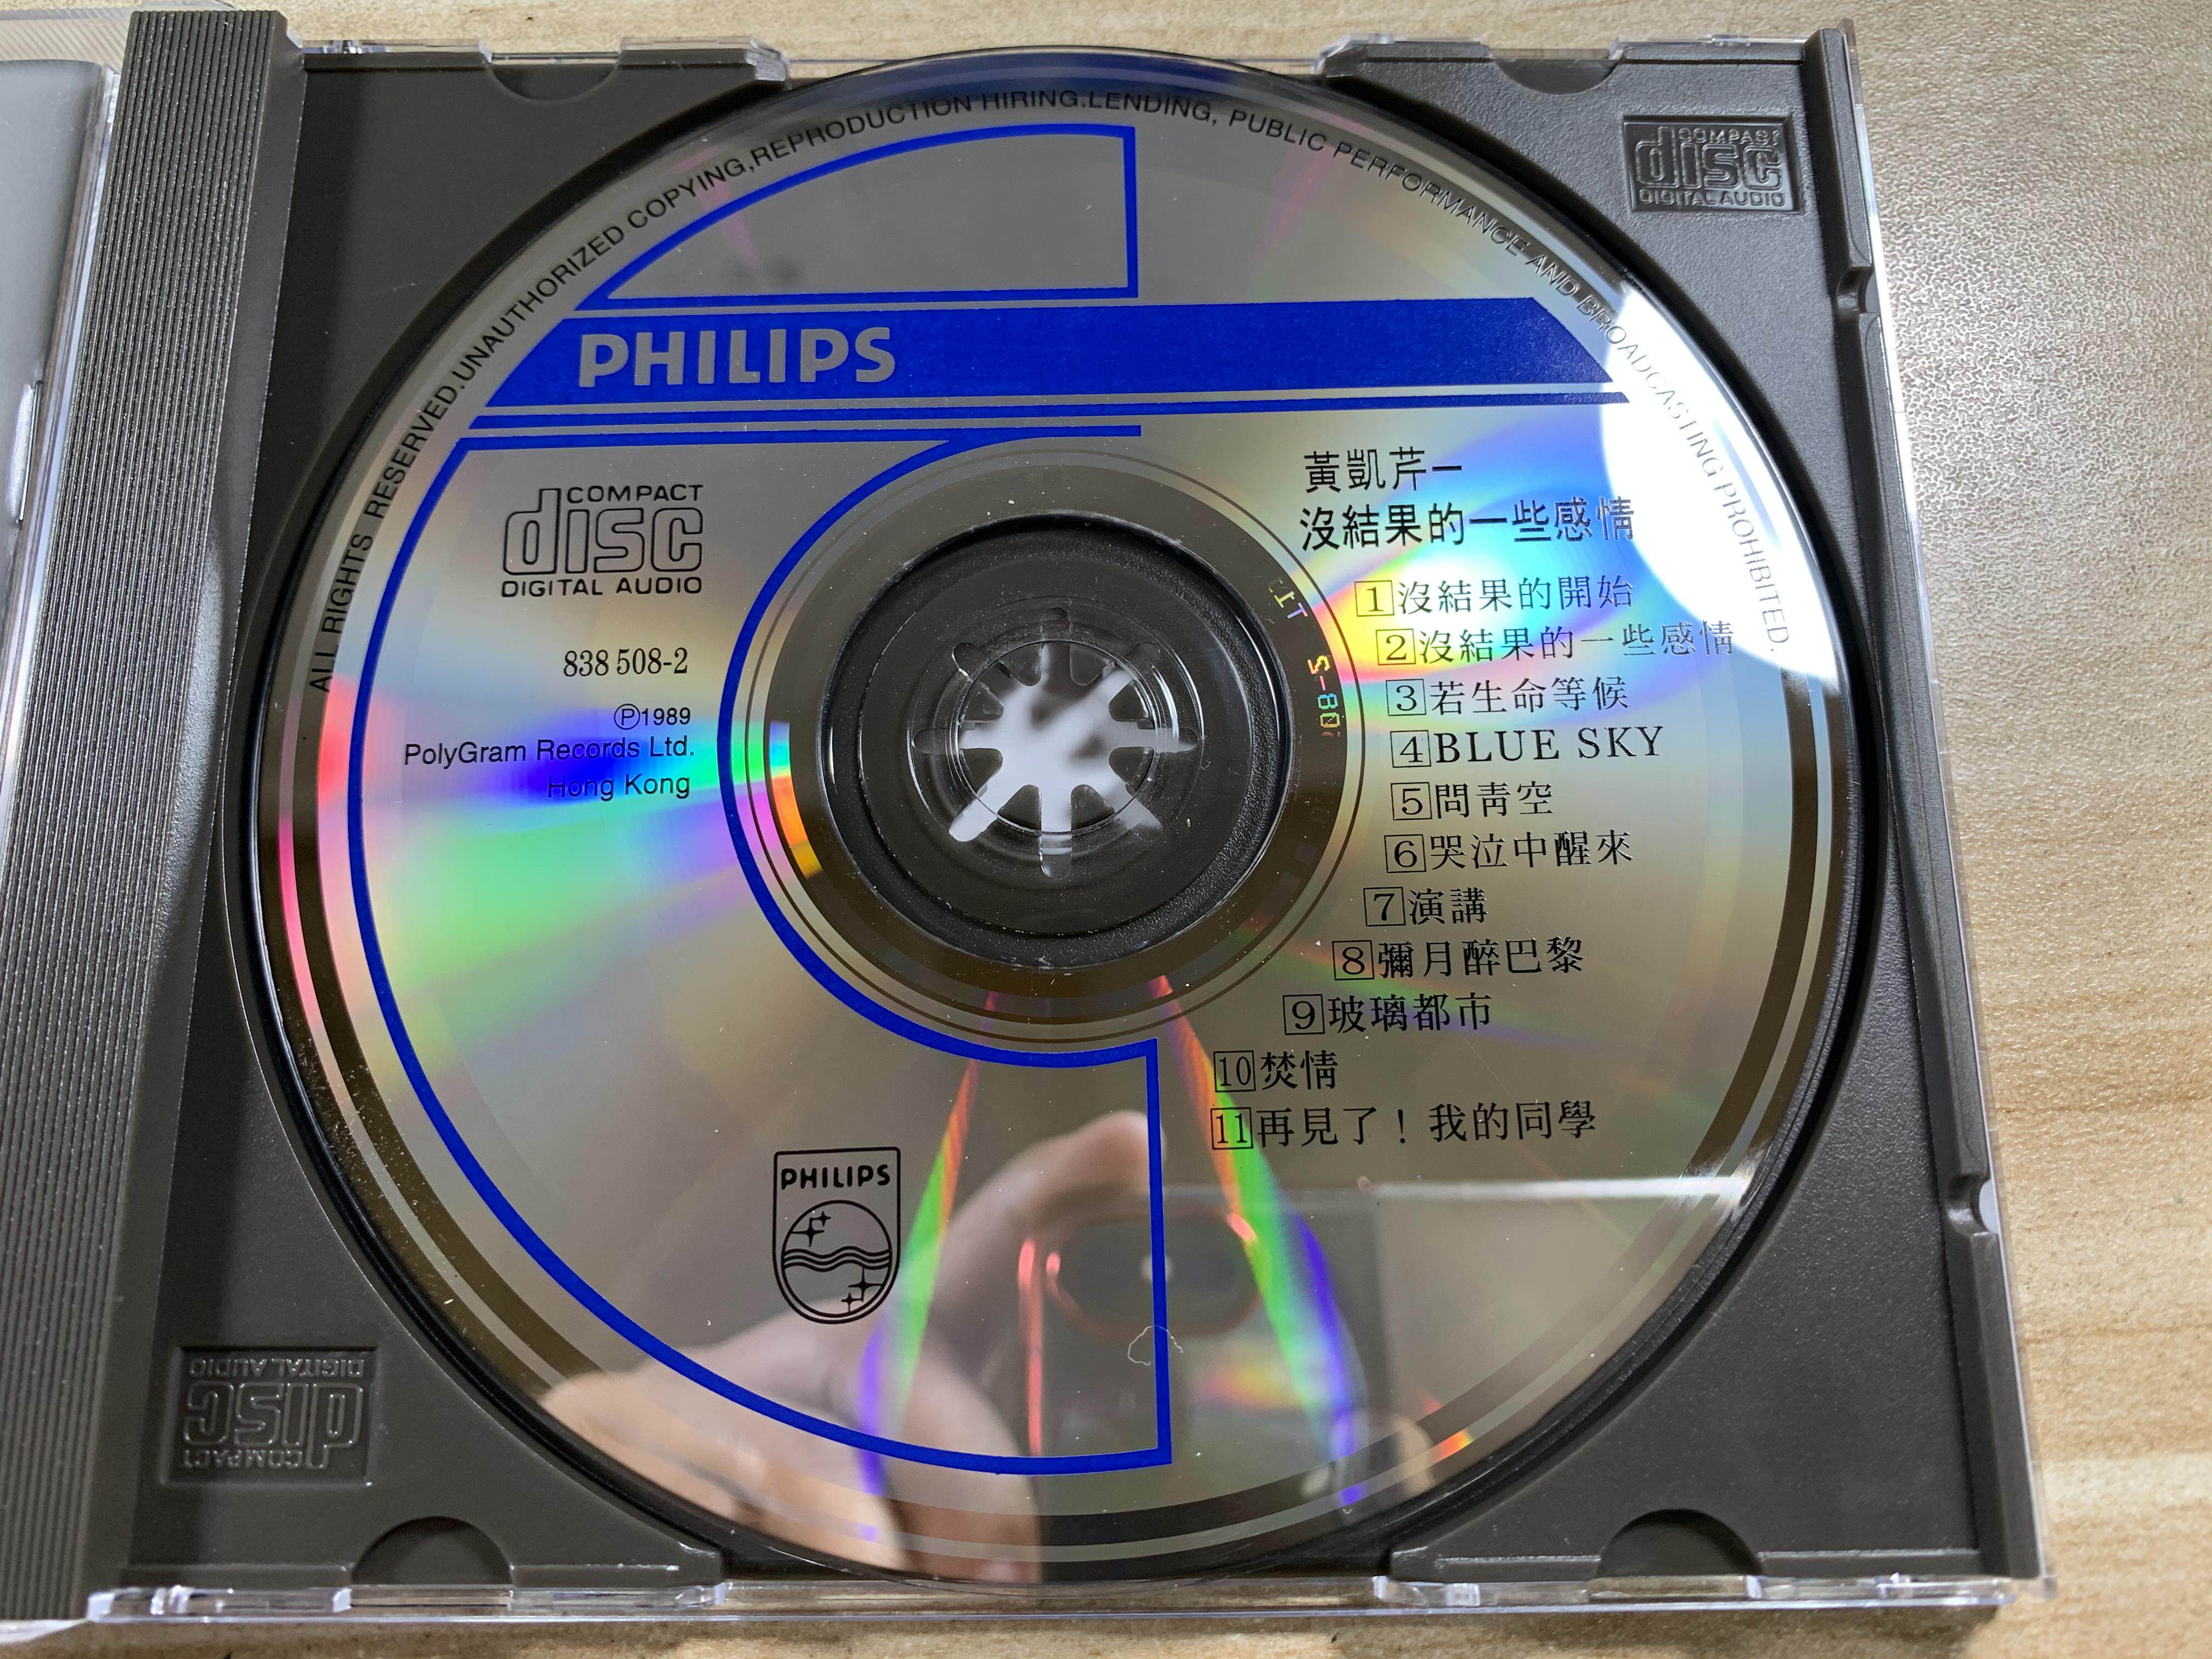 ALL RIGHTS RESERVED.UNAUTHORIZED COPYING,REPRODUCTION HIRING.LENDING, PUBLIC PERFORMANCE AND BROADCASTING PROHIBITED.
PHILIPS
COMPACT
disc
DIGITAL AUDIO
838 508-2
Ⓟ1989
PolyGram Records Ltd.
Hong Kong
黃凱芹—
沒結果的一些感情
1沒結果的開始
2沒結果的一些感情
3若生命等候
4BLUE SKY
5問青空
6哭泣中醒來
7演講
8彌月醉巴黎
9玻璃都市
10焚情
11再見了！我的同學
PHILIPS
COMPACT
disc
DIGITAL AUDIO
COMPACT
disc
DIGITAL AUDIO